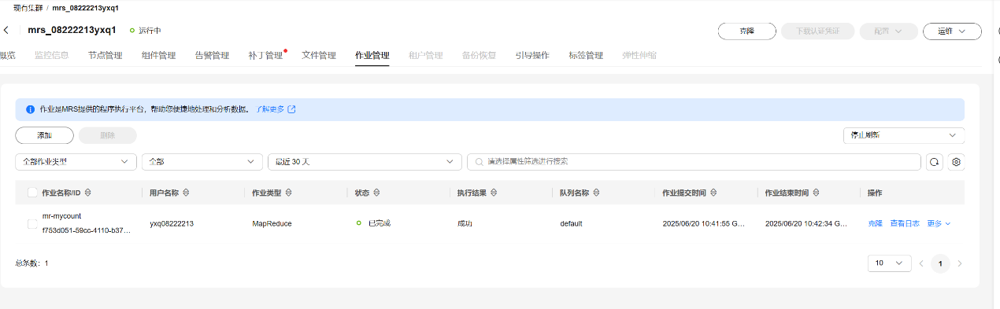 现有集群 / mrs_08222213yxq1
mrs_08222213yxq1 运行中 克隆 下载认证凭证 配置 运维
概览 监控信息 节点管理 组件管理 告警管理 补丁管理 文件管理 作业管理 租户管理 备份恢复 引导操作 标签管理 弹性伸缩
作业是MRS提供的程序执行平台，帮助您便捷地处理和分析数据。 了解更多
添加 删除 停止刷新
全部作业类型 全部 最近 30 天 请选择属性筛选进行搜索
作业名称/ID 用户名称 作业类型 状态 执行结果 队列名称 作业提交时间 作业结束时间 操作
mr-mycount
f753d051-59cc-4110-b37... yxq08222213 MapReduce 已完成 成功 default 2025/06/20 10:41:55 G... 2025/06/20 10:42:34 G... 克隆 查看日志 更多
总条数：1 10 1